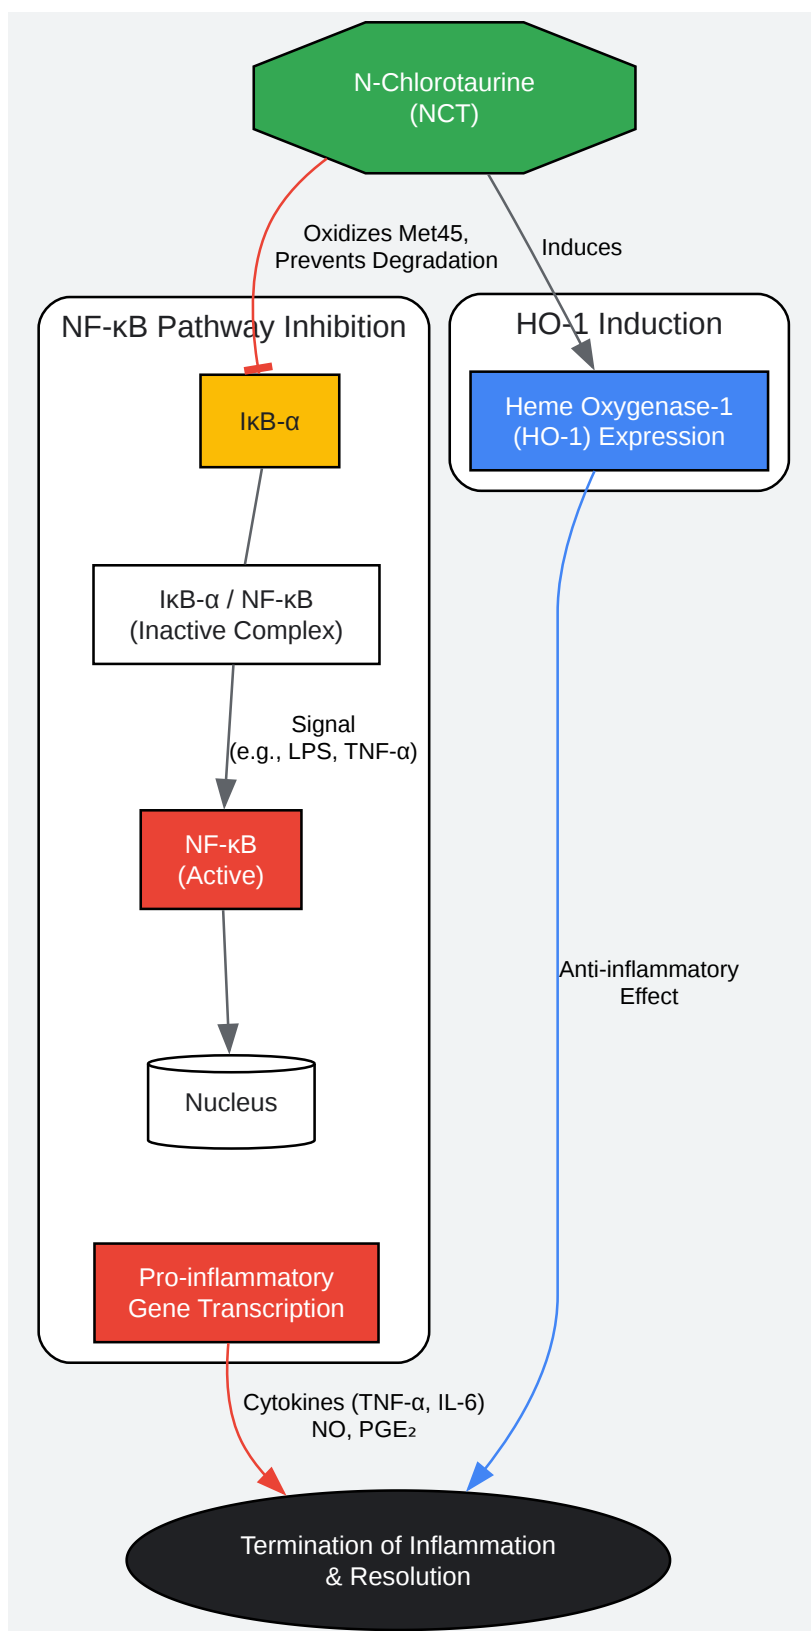 N-Chlorotaurine
(NCT)
Oxidizes Met45,
Prevents Degradation
Induces
NF-κB Pathway Inhibition
HO-1 Induction
IκB-α
Heme Oxygenase-1
(HO-1) Expression
IκB-α / NF-κB
(Inactive Complex)
Signal
(e.g., LPS, TNF-α)
NF-κB
(Active)
Anti-inflammatory
Effect
Nucleus
Pro-inflammatory
Gene Transcription
Cytokines (TNF-α, IL-6)
NO, PGE₂
Termination of Inflammation
& Resolution